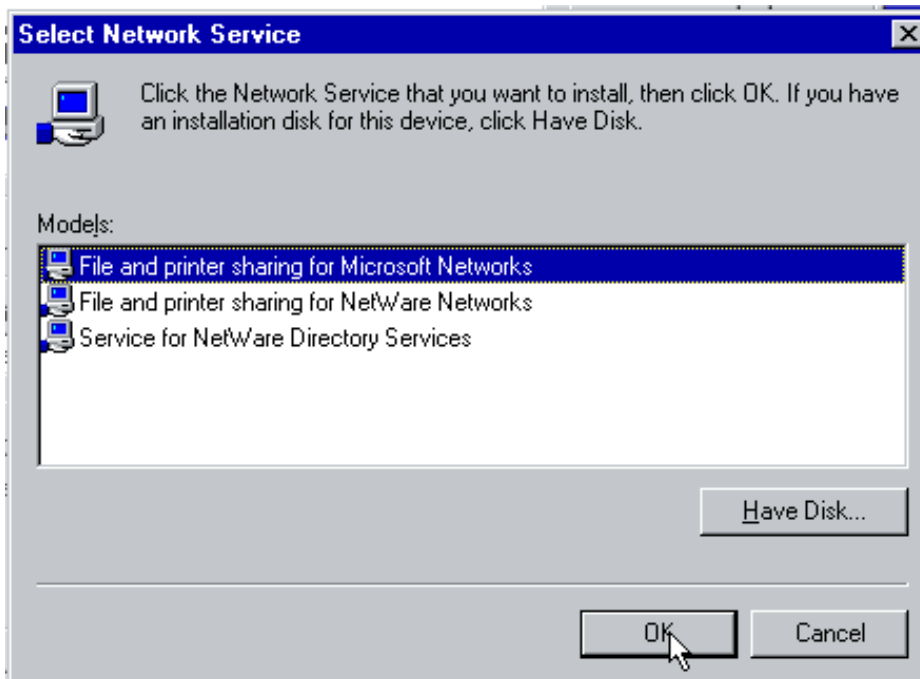 Select Network Service
Click the Network Service that you want to install, then click OK. If you have
an installation disk for this device, click Have Disk.
Models:
File and printer sharing for Microsoft Networks
File and printer sharing for NetWare Networks
Service for NetWare Directory Services
Have Disk...
OK
Cancel